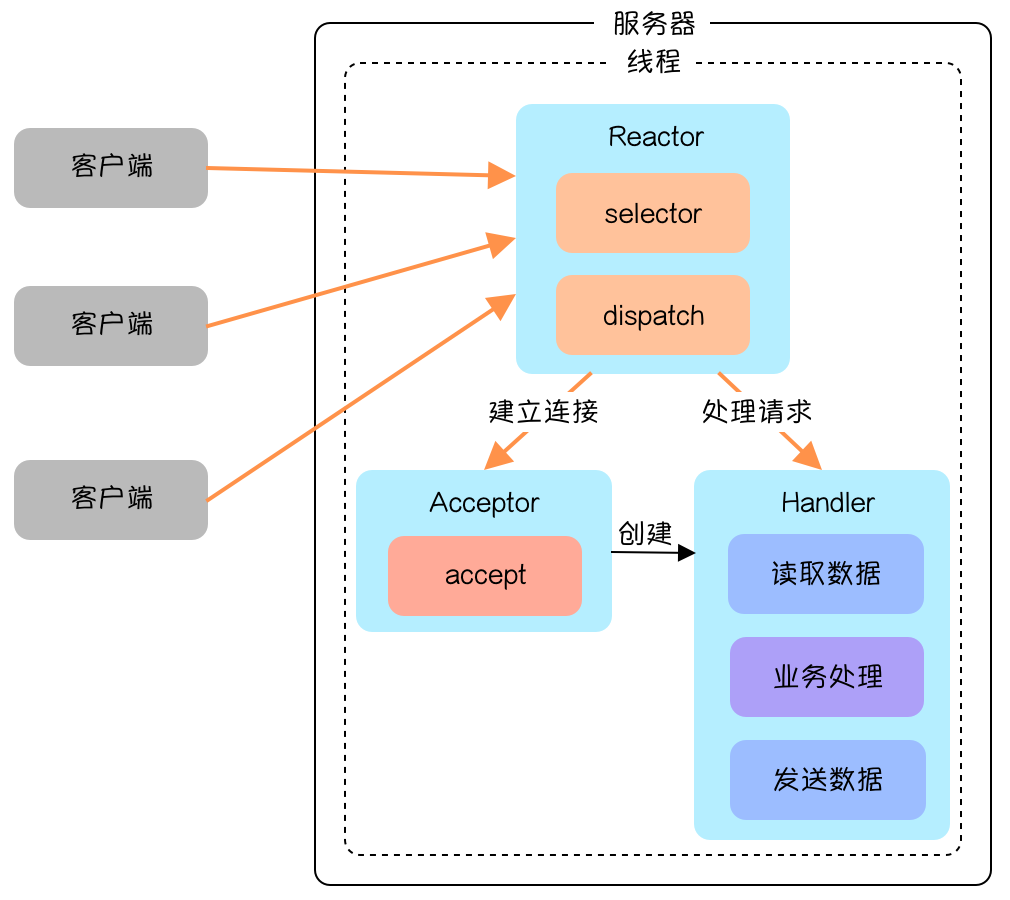 服务器
线程
客户端
客户端
客户端
Reactor
selector
dispatch
建立连接
处理请求
Acceptor
accept
创建
Handler
读取数据
业务处理
发送数据